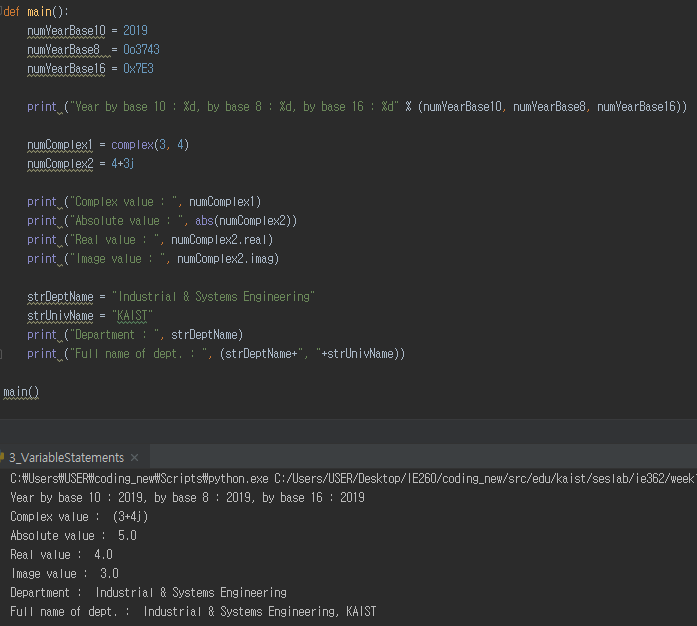 def main():
numYearBase10 = 2019
numYearBase8 = 0o3743
numYearBase16 = 0x7E3
print ("Year by base 10 : %d, by base 8 : %d, by base 16 : %d" % (numYearBase10, numYearBase8, numYearBase16))
numComplex1 = complex(3, 4)
numComplex2 = 4+3j
print ("Complex value : ", numComplex1)
print ("Absolute value : ", abs(numComplex2))
print ("Real value : ", numComplex2.real)
print ("Image value : ", numComplex2.imag)
strDeptName = "Industrial & Systems Engineering"
strUnivName = "KAIST"
print ("Department : ", strDeptName)
print ("Full name of dept. : ", (strDeptName+", "+strUnivName))
main()
3_VariableStatements ×
C:₩Users₩USER₩coding_new₩Scripts₩python.exe C:/Users/USER/Desktop/IE260/coding_new/src/edu/kaist/seslab/ie362/week
Year by base 10 : 2019, by base 8 : 2019, by base 16 : 2019
Complex value :  (3+4j)
Absolute value :  5.0
Real value :  4.0
Image value :  3.0
Department :  Industrial & Systems Engineering
Full name of dept. :  Industrial & Systems Engineering, KAIST